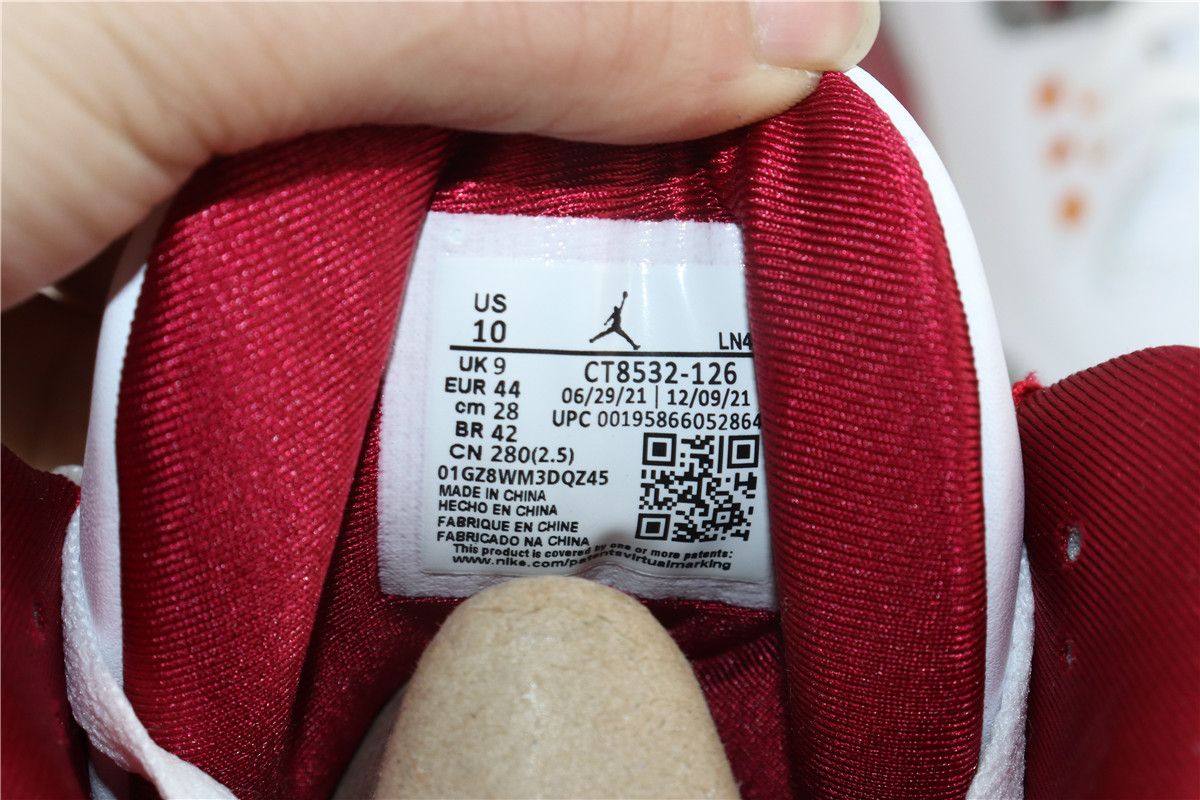 US
10
LN4
UK 9
CT8532-126
EUR 44
06/29/21 | 12/09/21
cm 28
UPC 00195866052864
BR 42
CN 280(2.5)
01GZ8WM3DQZ45
MADE IN CHINA
HECHO EN CHINA
FABRIQUE EN CHINE
FABRICADO NA CHINA
This product is covered by one or more patents:
www.nike.com/patentsvirtualmarking